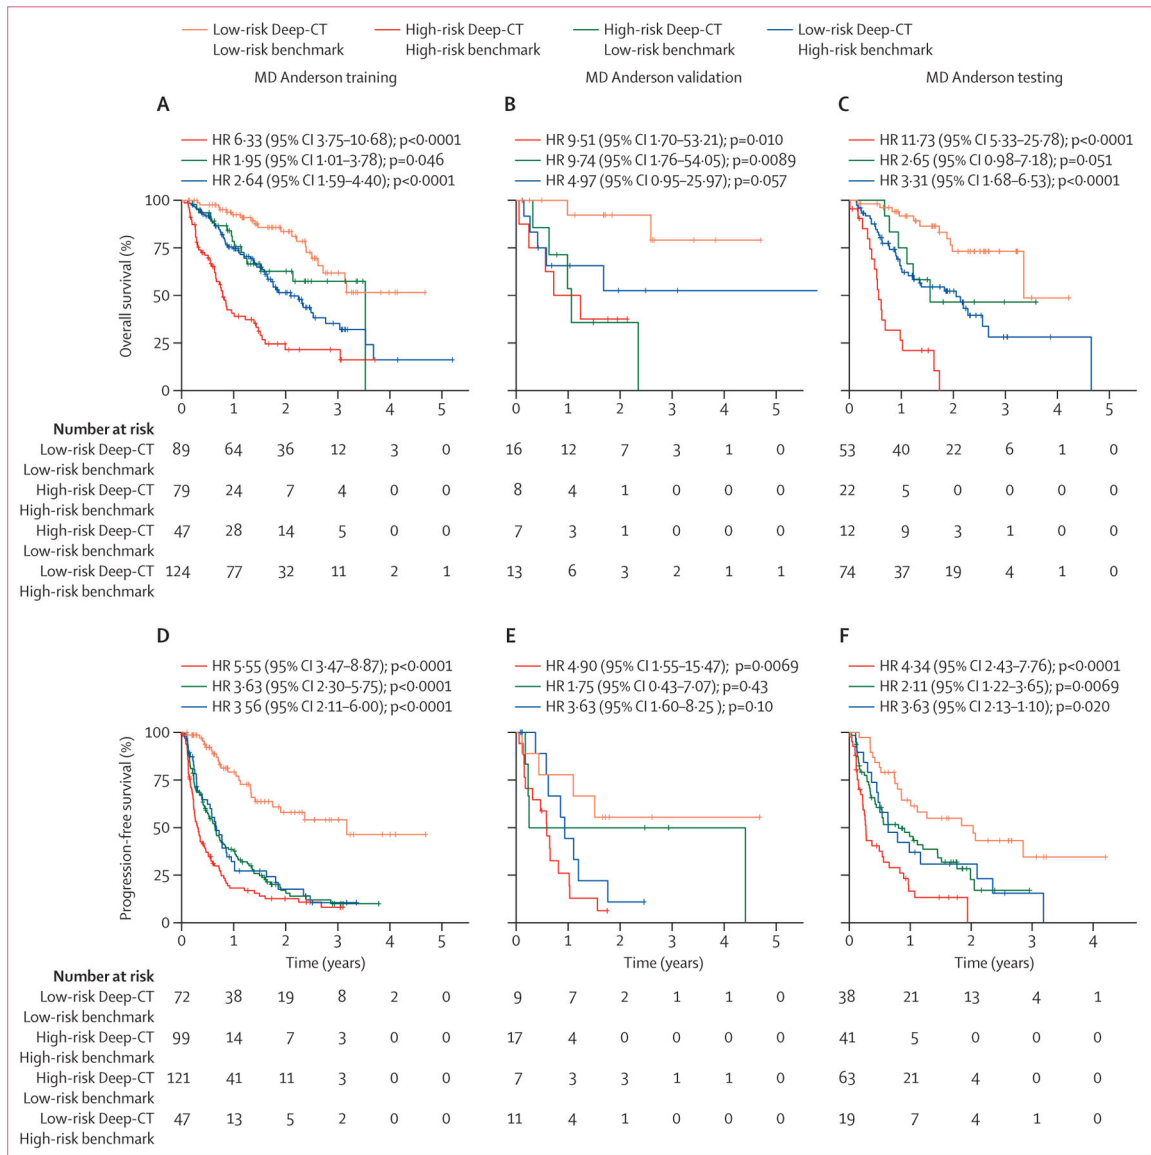 Low-risk Deep-CT High-risk Deep-CT High-risk Deep-CT Low-risk Deep-CT
Low-risk benchmark High-risk benchmark Low-risk benchmark High-risk benchmark
MD Anderson training MD Anderson validation MD Anderson testing
A B C
HR 6·33 (95% CI 3·75–10·68); p<0·0001 HR 9·51 (95% CI 1·70–53·21); p=0·010 HR 11·73 (95% CI 5·33–25·78); p<0·0001
HR 1·95 (95% CI 1·01–3·78); p=0·046 HR 9·74 (95% CI 1·76–54·05); p=0·0089 HR 2·65 (95% CI 0·98–7·18); p=0·051
HR 2·64 (95% CI 1·59–4·40); p<0·0001 HR 4·97 (95% CI 0·95–25·97); p=0·057 HR 3·31 (95% CI 1·68–6·53); p<0·0001
Overall survival (%)
100
75
50
25
0
0 1 2 3 4 5 0 1 2 3 4 5 0 1 2 3 4 5
Number at risk
Low-risk Deep-CT 89 64 36 12 3 0 16 12 7 3 1 0 53 40 22 6 1 0
Low-risk benchmark
High-risk Deep-CT 79 24 7 4 0 0 8 4 1 0 0 0 22 5 0 0 0 0
High-risk benchmark
High-risk Deep-CT 47 28 14 5 0 0 7 3 1 0 0 0 12 9 3 1 0 0
Low-risk benchmark
Low-risk Deep-CT 124 77 32 11 2 1 13 6 3 2 1 1 74 37 19 4 1 0
High-risk benchmark
D E F
HR 5·55 (95% CI 3·47–8·87); p<0·0001 HR 4·90 (95% CI 1·55–15·47); p=0·0069 HR 4·34 (95% CI 2·43–7·76); p<0·0001
HR 3·63 (95% CI 2·30–5·75); p<0·0001 HR 1·75 (95% CI 0·43–7·07); p=0·43 HR 2·11 (95% CI 1·22–3·65); p=0·0069
HR 3 56 (95% CI 2·11–6·00); p<0·0001 HR 3·63 (95% CI 1·60–8·25 ); p=0·10 HR 3·63 (95% CI 2·13–1·10); p=0·020
Progression-free survival (%)
100
75
50
25
0
0 1 2 3 4 5 0 1 2 3 4 5 0 1 2 3 4
Time (years) Time (years) Time (years)
Number at risk
Low-risk Deep-CT 72 38 19 8 2 0 9 7 2 1 1 0 38 21 13 4 1
Low-risk benchmark
High-risk Deep-CT 99 14 7 3 0 0 17 4 0 0 0 0 41 5 0 0 0
High-risk benchmark
High-risk Deep-CT 121 41 11 3 0 0 7 3 3 1 1 0 63 21 4 0 0
Low-risk benchmark
Low-risk Deep-CT 47 13 5 2 0 0 11 4 1 0 0 0 19 7 4 1 0
High-risk benchmark